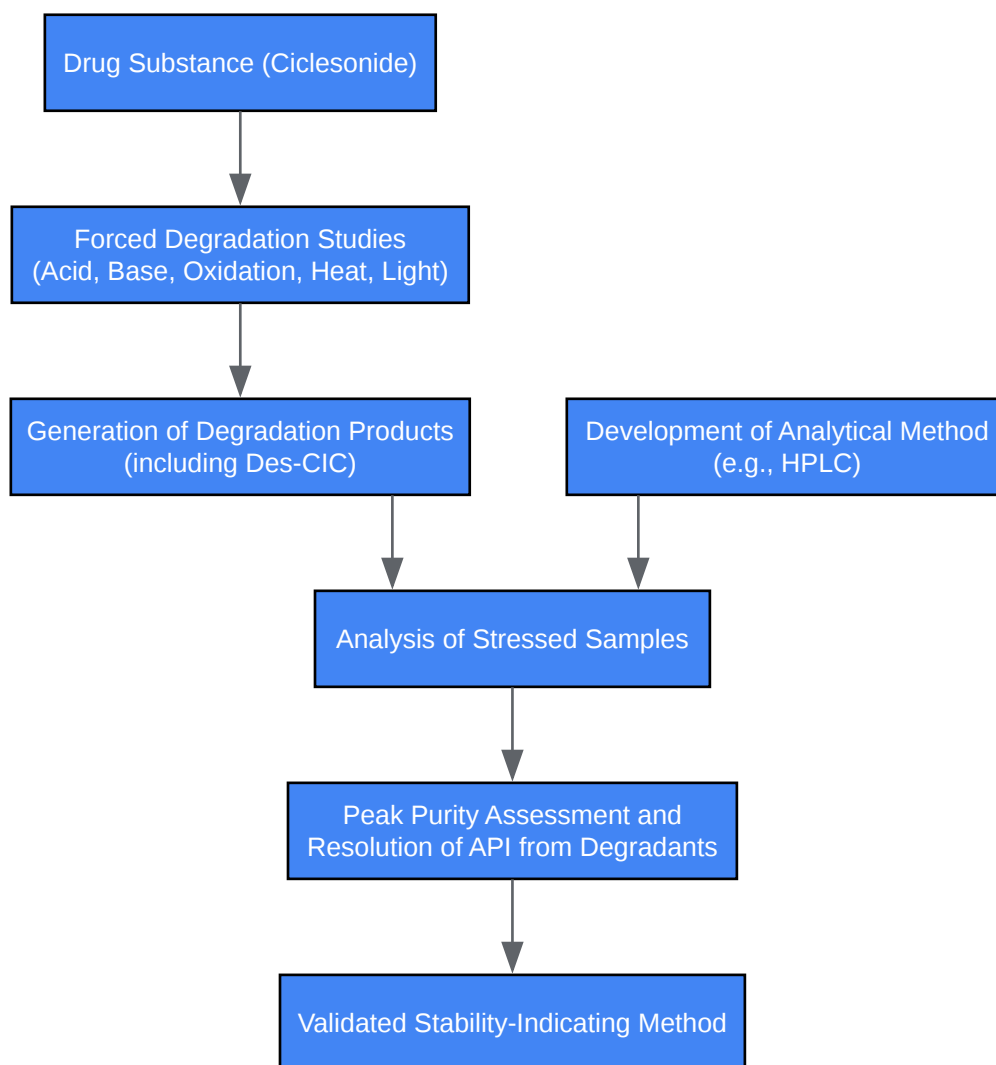 Drug Substance (Ciclesonide)
Forced Degradation Studies
(Acid, Base, Oxidation, Heat, Light)
Generation of Degradation Products
(including Des-CIC)
Development of Analytical Method
(e.g., HPLC)
Analysis of Stressed Samples
Peak Purity Assessment and
Resolution of API from Degradants
Validated Stability-Indicating Method